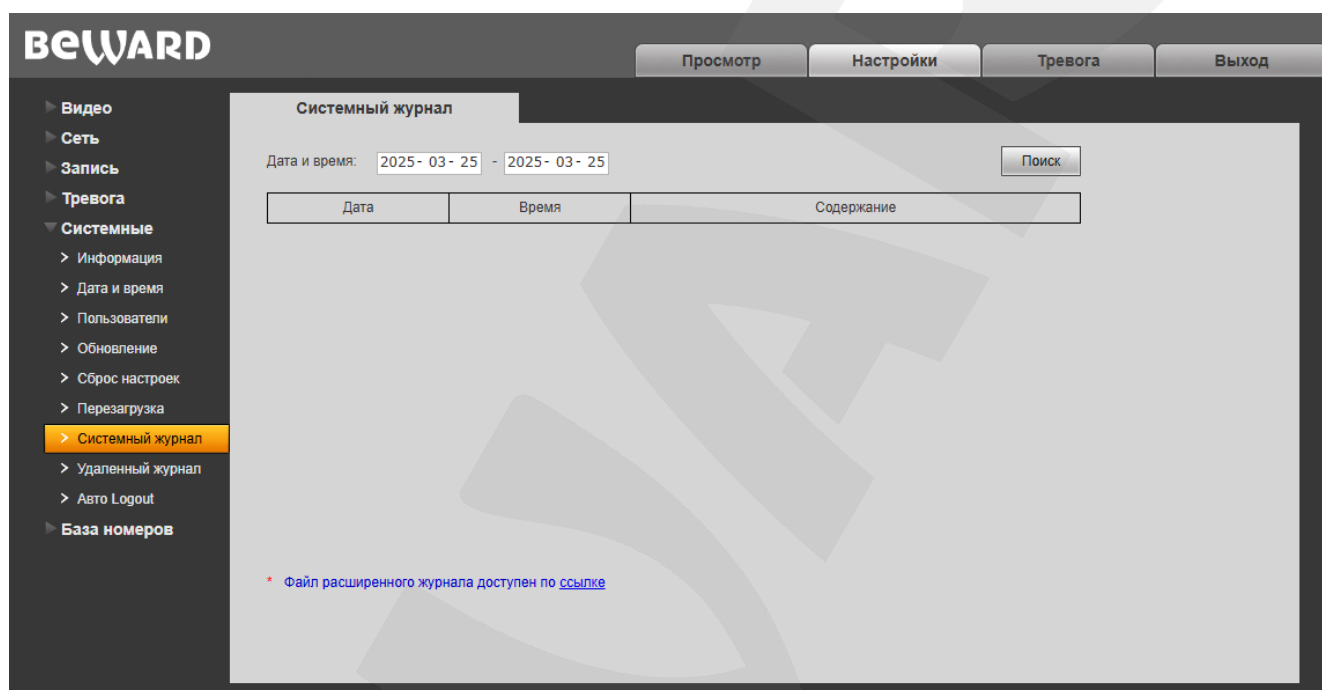 BEWARD
Просмотр Настройки Тревога Выход
Видео
Сеть
Запись
Тревога
Системные
> Информация
> Дата и время
> Пользователи
> Обновление
> Сброс настроек
> Перезагрузка
> Системный журнал
> Удаленный журнал
> Авто Logout
База номеров
Системный журнал
Дата и время: 2025- 03- 25 - 2025- 03- 25 Поиск
Дата Время Содержание
* Файл расширенного журнала доступен по ссылке